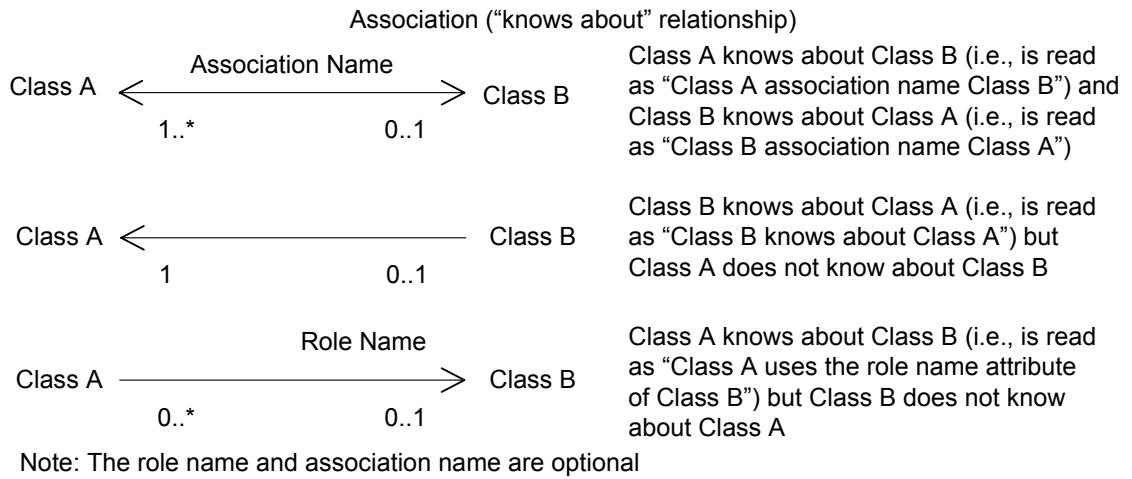 Association (“knows about” relationship)
Class A
Association Name
Class B
1..*
0..1
Class A knows about Class B (i.e., is read
as “Class A association name Class B”) and
Class B knows about Class A (i.e., is read
as “Class B association name Class A”)
Class A
Class B
1
0..1
Class B knows about Class A (i.e., is read
as “Class B knows about Class A”) but
Class A does not know about Class B
Role Name
Class A
Class B
0..*
0..1
Class A knows about Class B (i.e., is read
as “Class A uses the role name attribute
of Class B”) but Class B does not know
about Class A
Note: The role name and association name are optional